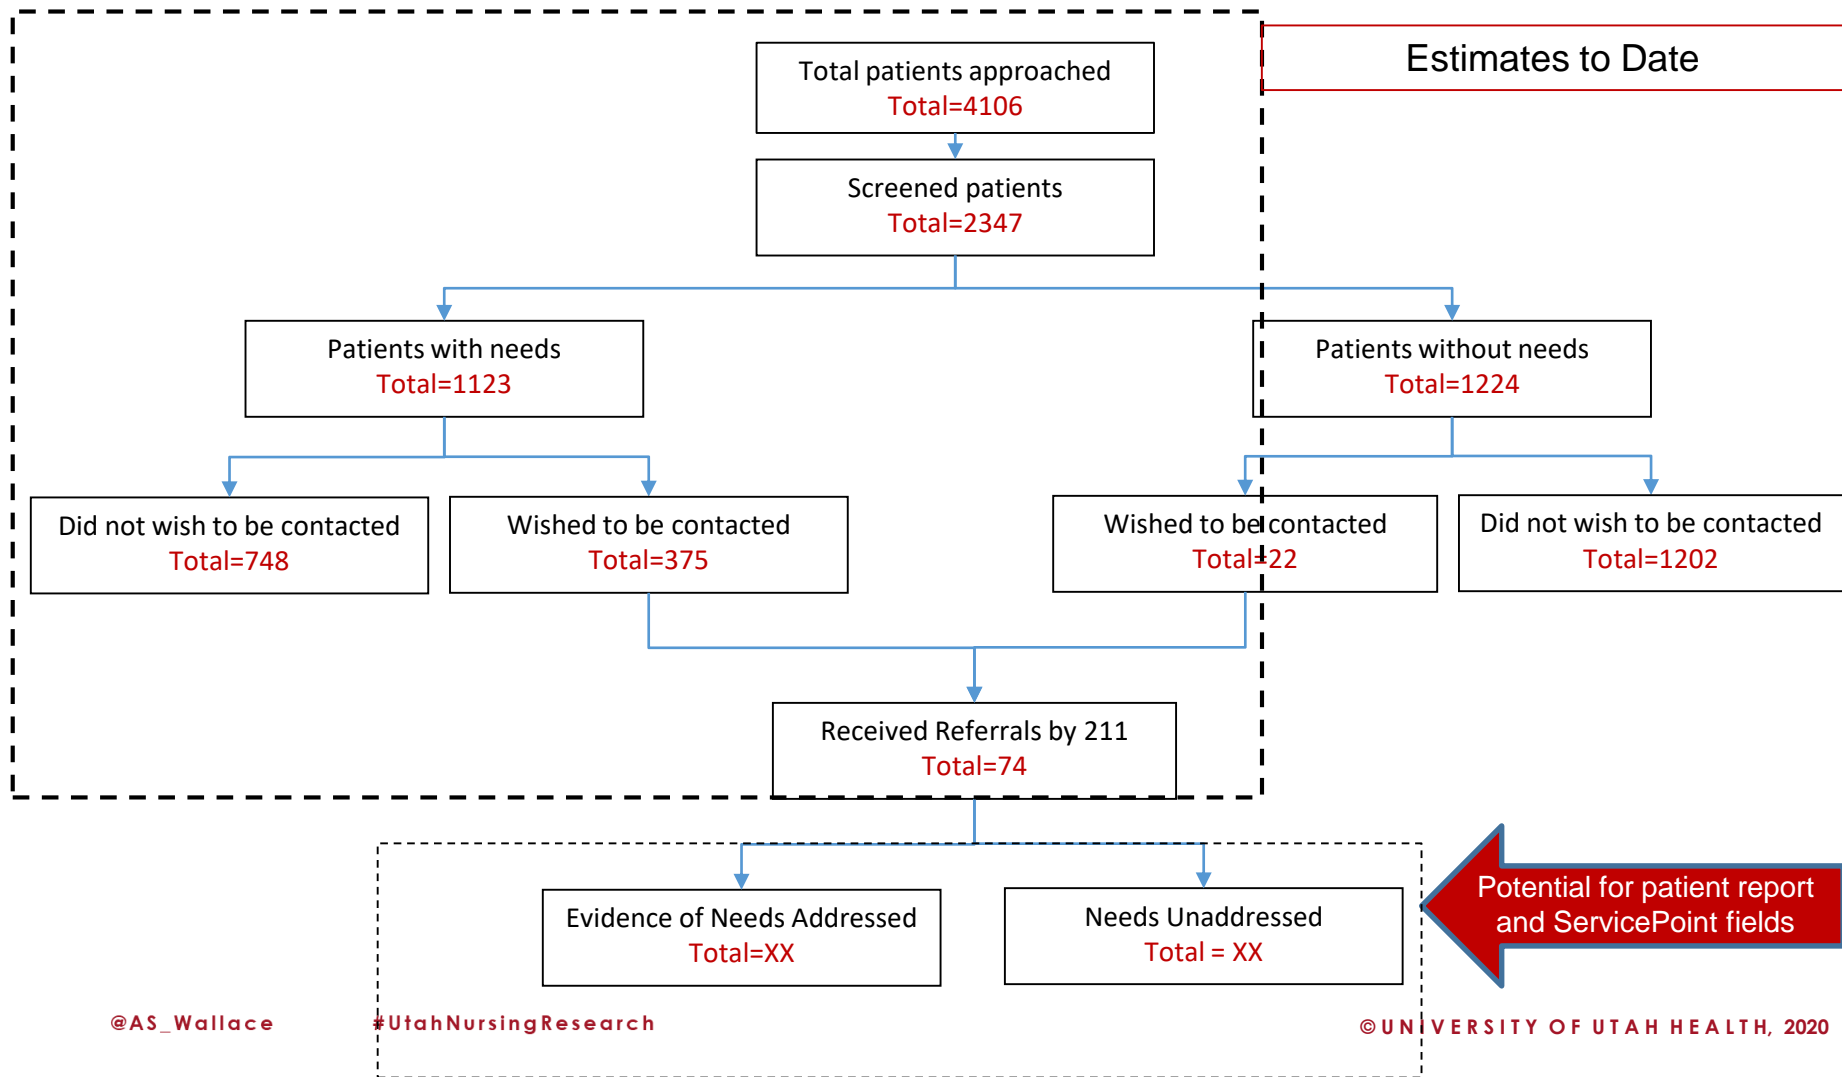 Estimates to Date
Total patients approached
Total=4106
Screened patients
Total=2347
Patients with needs
Total=1123
Patients without needs
Total=1224
Did not wish to be contacted
Total=748
Wished to be contacted
Total=375
Wished to be contacted
Total=22
Did not wish to be contacted
Total=1202
Received Referrals by 211
Total=74
Evidence of Needs Addressed
Total=XX
Needs Unaddressed
Total = XX
Potential for patient report
and ServicePoint fields
@AS_Wallace
#UtahNursingResearch
©UNIVERSITY OF UTAH HEALTH, 2020